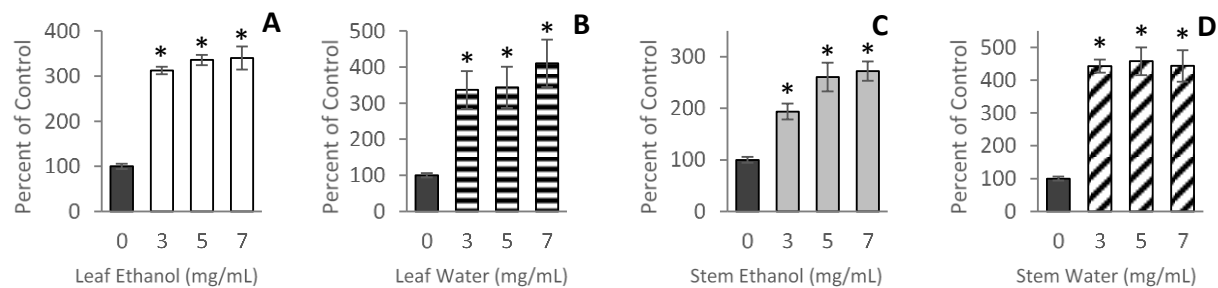 A
Percent of Control
400
300
200
100
0
* * *
0 3 5 7
Leaf Ethanol (mg/mL)
B
Percent of Control
500
400
300
200
100
0
* * *
0 3 5 7
Leaf Water (mg/mL)
C
Percent of Control
300
200
100
0
* * *
0 3 5 7
Stem Ethanol (mg/mL)
D
Percent of Control
500
400
300
200
100
0
* * *
0 3 5 7
Stem Water (mg/mL)